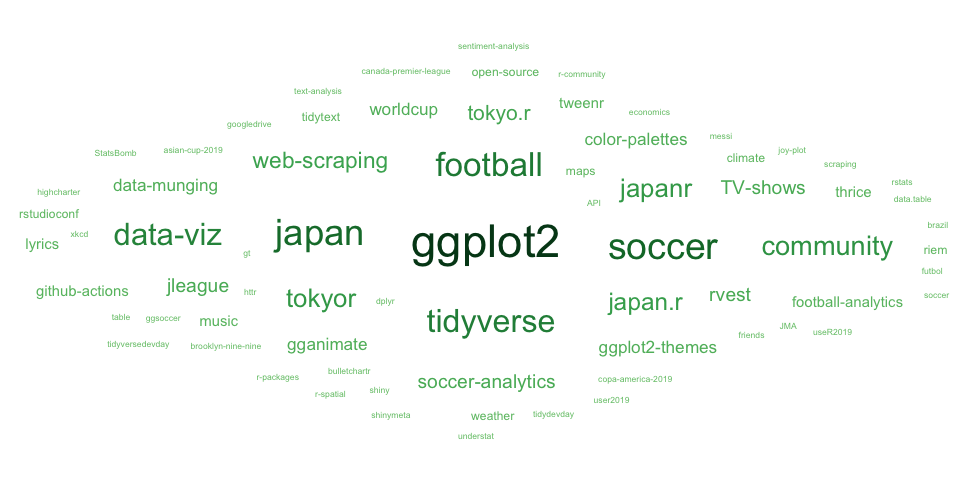 sentiment-analysis
canada-premier-league
open-source
r-community
text-analysis
worldcup
tokyo.r
tweenr
googledrive
tidytext
economics
color-palettes
messi
StatsBomb
asian-cup-2019
web-scraping
football
maps
climate
joy-plot
scraping
highcharter
data-munging
API
japanr
TV-shows
thrice
rstats
data.table
rstudioconf
xkcd
lyrics
data-viz
gt
japan
ggplot2
soccer
community
brazil
riem
futbol
github-actions
jleague
httr
tokyor
dplyr
japan.r
rvest
football-analytics
soccer
table
ggsoccer
music
tidyverse
JMA
useR2019
friends
tidyversedevday
brooklyn-nine-nine
gganimate
ggplot2-themes
r-packages
bulletchartr
r-spatial
shiny
soccer-analytics
copa-america-2019
user2019
shinymeta
weather
tidydevday
understat